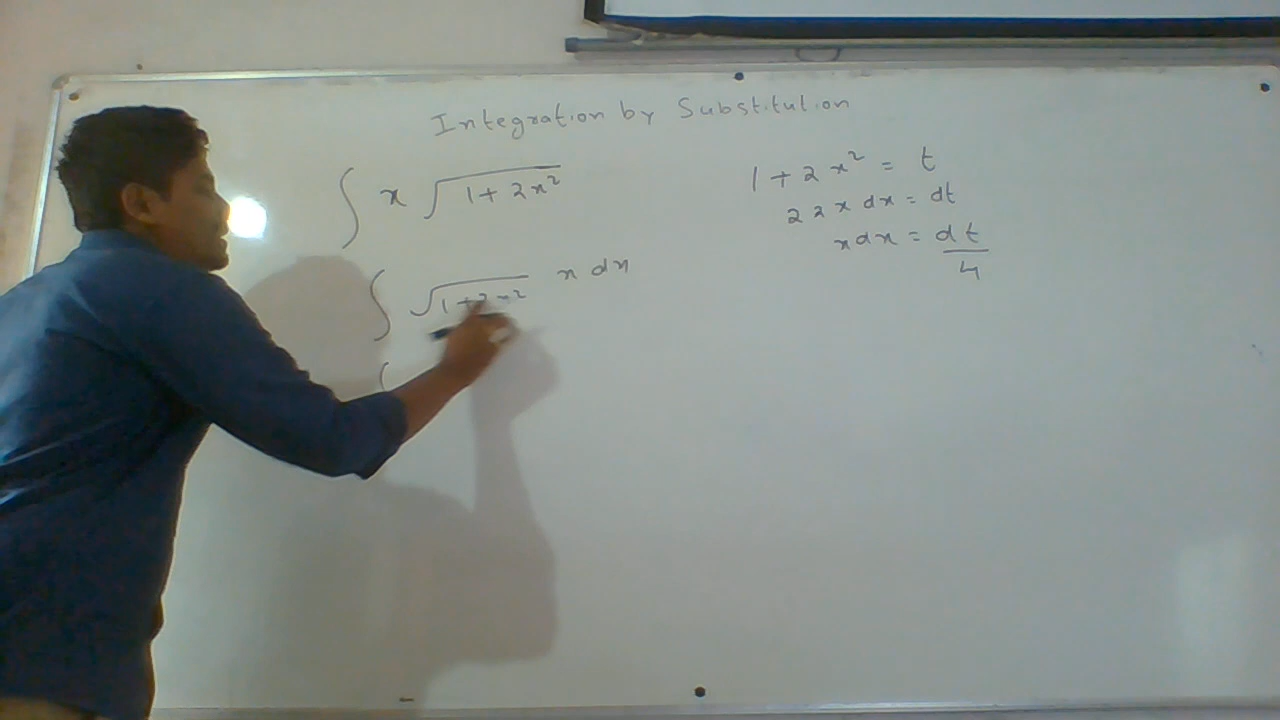 Integration by Substitution
∫ x √(1+2x²)
∫ √(1+2x²) x dx
∫
1+2x² = t
2 2 x dx = dt
x dx = dt/4